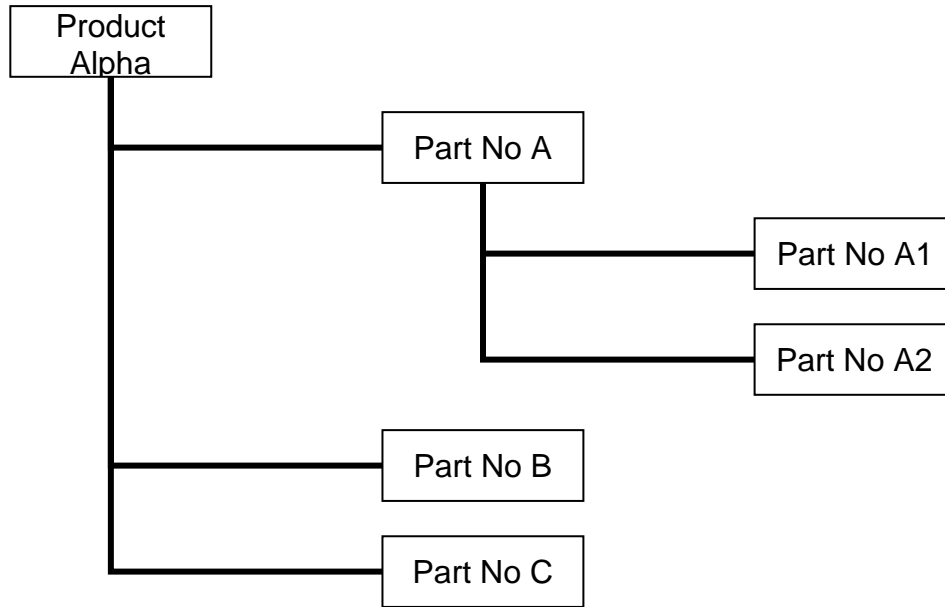 Product
Alpha
Part No A
Part No A1
Part No A2
Part No B
Part No C